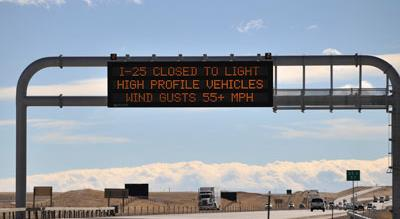 I-25 CLOSED TO LIGHT
HIGH PROFILE VEHICLES
WIND GUSTS 55+ MPH